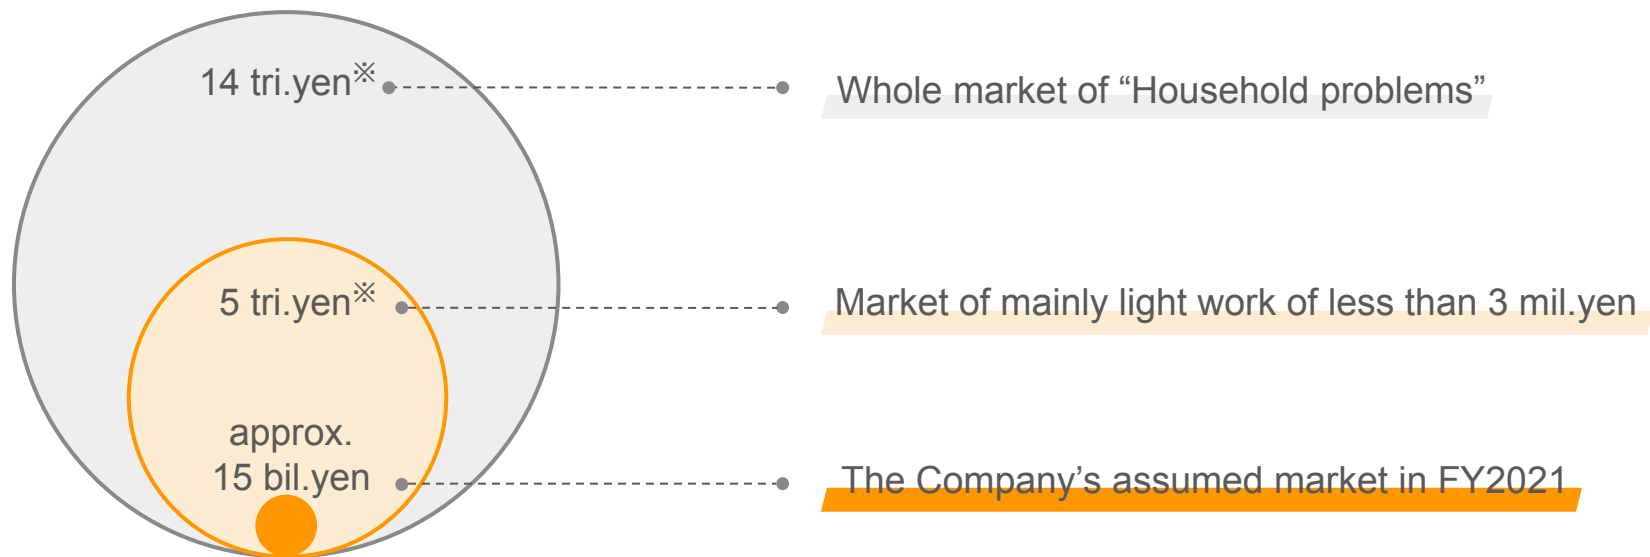 14 tri.yen※
Whole market of “Household problems”
5 tri.yen※
Market of mainly light work of less than 3 mil.yen
approx.
15 bil.yen
The Company’s assumed market in FY2021